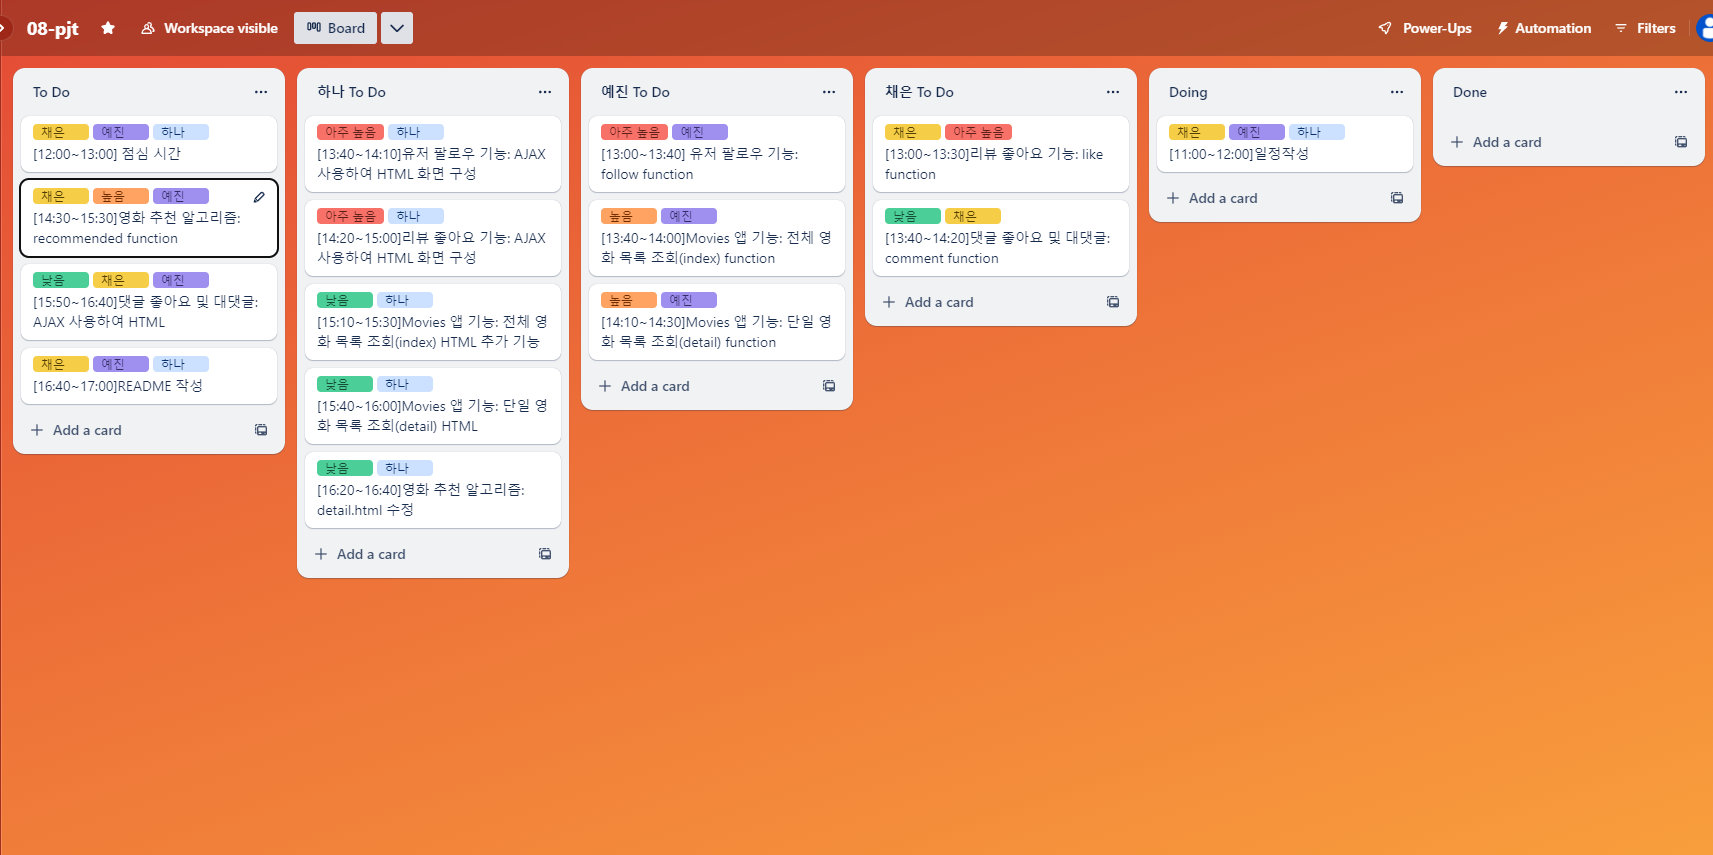 08-pjt
Workspace visible
Board
Power-Ups
Automation
Filters
To Do
채은 예진 하나
[12:00~13:00] 점심 시간
채은 높음 예진
[14:30~15:30]영화 추천 알고리즘:
recommended function
낮음 채은 예진
[15:50~16:40]댓글 좋아요 및 대댓글:
AJAX 사용하여 HTML
채은 예진 하나
[16:40~17:00]README 작성
Add a card
하나 To Do
아주 높음 하나
[13:40~14:10]유저 팔로우 기능: AJAX
사용하여 HTML 화면 구성
아주 높음 하나
[14:20~15:00]리뷰 좋아요 기능: AJAX
사용하여 HTML 화면 구성
낮음 하나
[15:10~15:30]Movies 앱 기능: 전체 영
화 목록 조회(index) HTML 추가 기능
낮음 하나
[15:40~16:00]Movies 앱 기능: 단일 영
화 목록 조회(detail) HTML
낮음 하나
[16:20~16:40]영화 추천 알고리즘:
detail.html 수정
Add a card
예진 To Do
아주 높음 예진
[13:00~13:40] 유저 팔로우 기능:
follow function
높음 예진
[13:40~14:00]Movies 앱 기능: 전체 영
화 목록 조회(index) function
높음 예진
[14:10~14:30]Movies 앱 기능: 단일 영
화 목록 조회(detail) function
Add a card
채은 To Do
채은 아주 높음
[13:00~13:30]리뷰 좋아요 기능: like
function
낮음 채은
[13:40~14:20]댓글 좋아요 및 대댓글:
comment function
Add a card
Doing
채은 예진 하나
[11:00~12:00]일정작성
Add a card
Done
Add a card